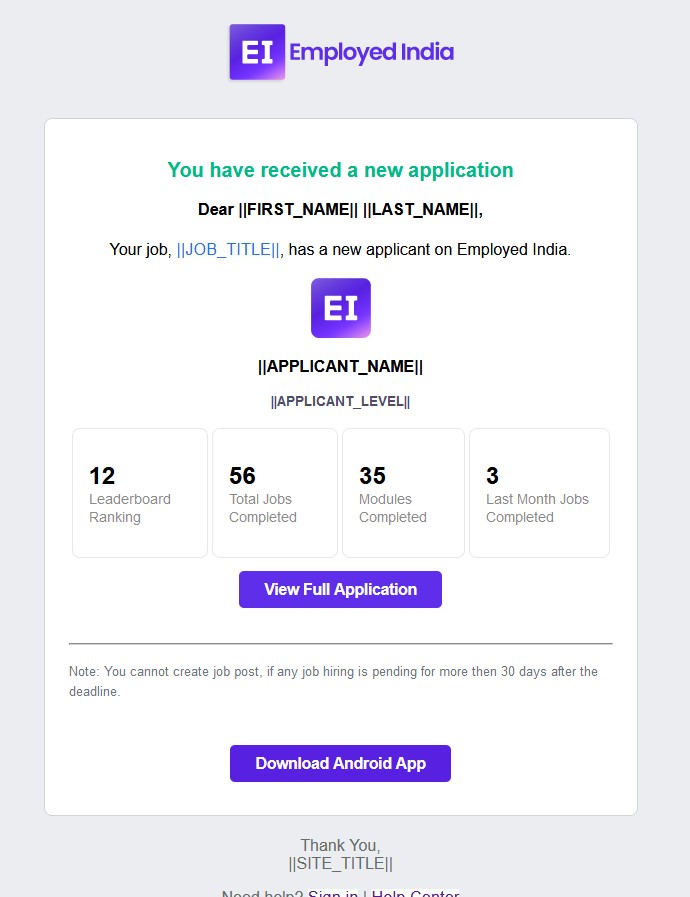 EI Employed India
You have received a new application
Dear ||FIRST_NAME|| ||LAST_NAME||,
Your job, ||JOB_TITLE||, has a new applicant on Employed India.
EI
||APPLICANT_NAME||
||APPLICANT_LEVEL||
12
Leaderboard
Ranking
56
Total Jobs
Completed
35
Modules
Completed
3
Last Month Jobs
Completed
View Full Application
Note: You cannot create job post, if any job hiring is pending for more then 30 days after the
deadline.
Download Android App
Thank You,
||SITE_TITLE||
Need help? Sign in | Help Center